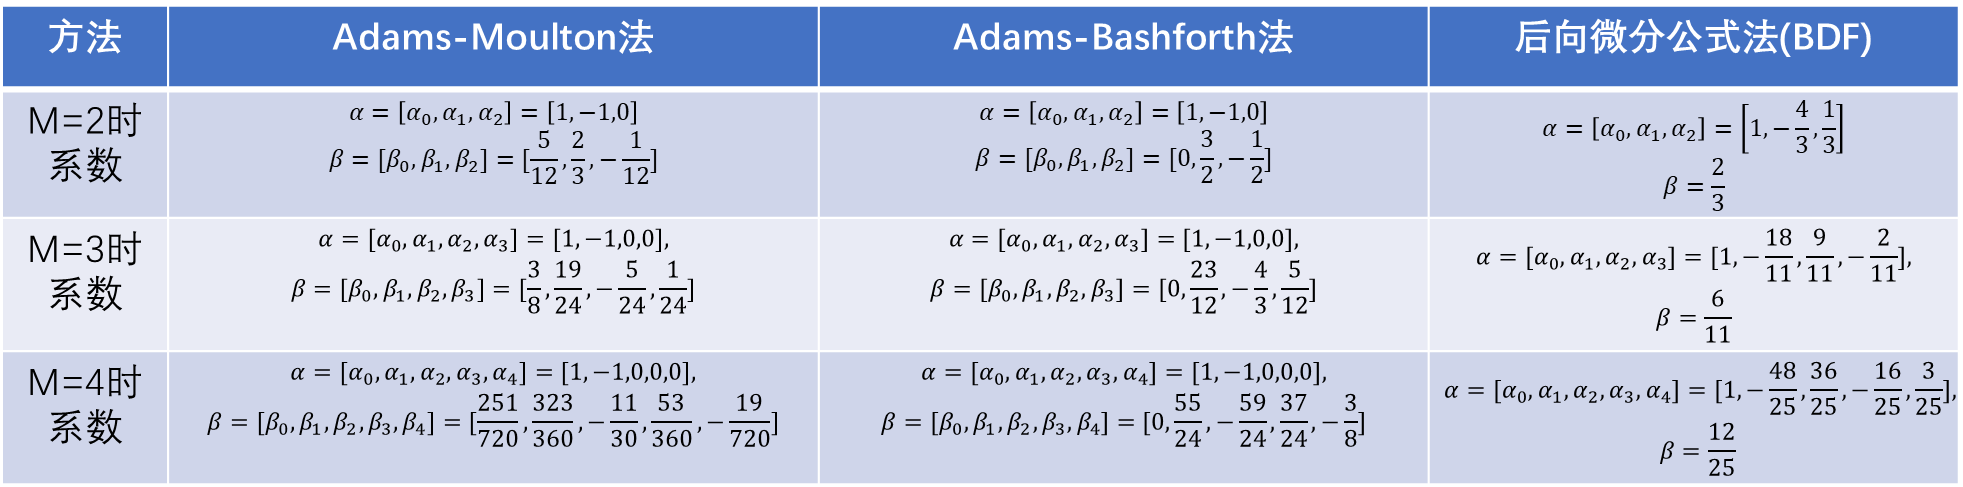 方法 Adams-Moulton法 Adams-Bashforth法 后向微分公式法(BDF)
M=2时系数
α = [α₀, α₁, α₂] = [1, −1,0]
β = [β₀, β₁, β₂] = [5/12, 2/3, −1/12]
α = [α₀, α₁, α₂] = [1, −1,0]
β = [β₀, β₁, β₂] = [0, 3/2, −1/2]
α = [α₀, α₁, α₂] = [1, −4/3, 1/3]
β = 2/3
M=3时系数
α = [α₀, α₁, α₂, α₃] = [1, −1,0,0],
β = [β₀, β₁, β₂, β₃] = [3/8, 19/24, −5/24, 1/24]
α = [α₀, α₁, α₂, α₃] = [1, −1,0,0],
β = [β₀, β₁, β₂, β₃] = [0, 23/12, −4/3, 5/12]
α = [α₀, α₁, α₂, α₃] = [1, −18/11, 9/11, −2/11],
β = 6/11
M=4时系数
α = [α₀, α₁, α₂, α₃, α₄] = [1, −1,0,0,0],
β = [β₀, β₁, β₂, β₃, β₄] = [251/720, 323/360, −11/30, 53/360, −19/720]
α = [α₀, α₁, α₂, α₃, α₄] = [1, −1,0,0,0],
β = [β₀, β₁, β₂, β₃, β₄] = [0, 55/24, −59/24, 37/24, −3/8]
α = [α₀, α₁, α₂, α₃, α₄] = [1, −48/25, 36/25, −16/25, 3/25],
β = 12/25